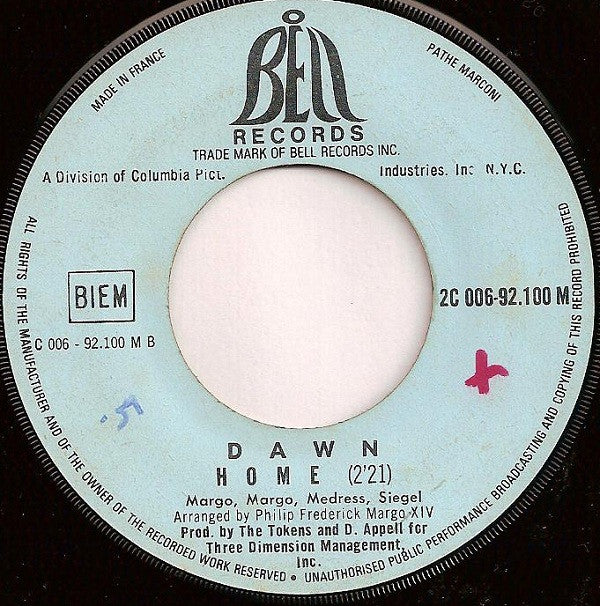 BELL
RECORDS
TRADE MARK OF BELL RECORDS INC.
MADE IN FRANCE
PATHE MARCONI
A Division of Columbia Pict. Industries. Inc N.Y.C.
BIEM
2C 006-92.100 M
C 006 - 92.100 M B
DAWN
HOME (2'21)
Margo, Margo, Medress, Siegel
Arranged by Philip Frederick Margo XIV
Prod. by The Tokens and D. Appell for
Three Dimension Management,
Inc.
ALL RIGHTS OF THE MANUFACTURER AND OF THE OWNER OF THE RECORDED WORK RESERVED • UNAUTHORISED PUBLIC PERFORMANCE BROADCASTING AND COPYING OF THIS RECORD PROHIBITED